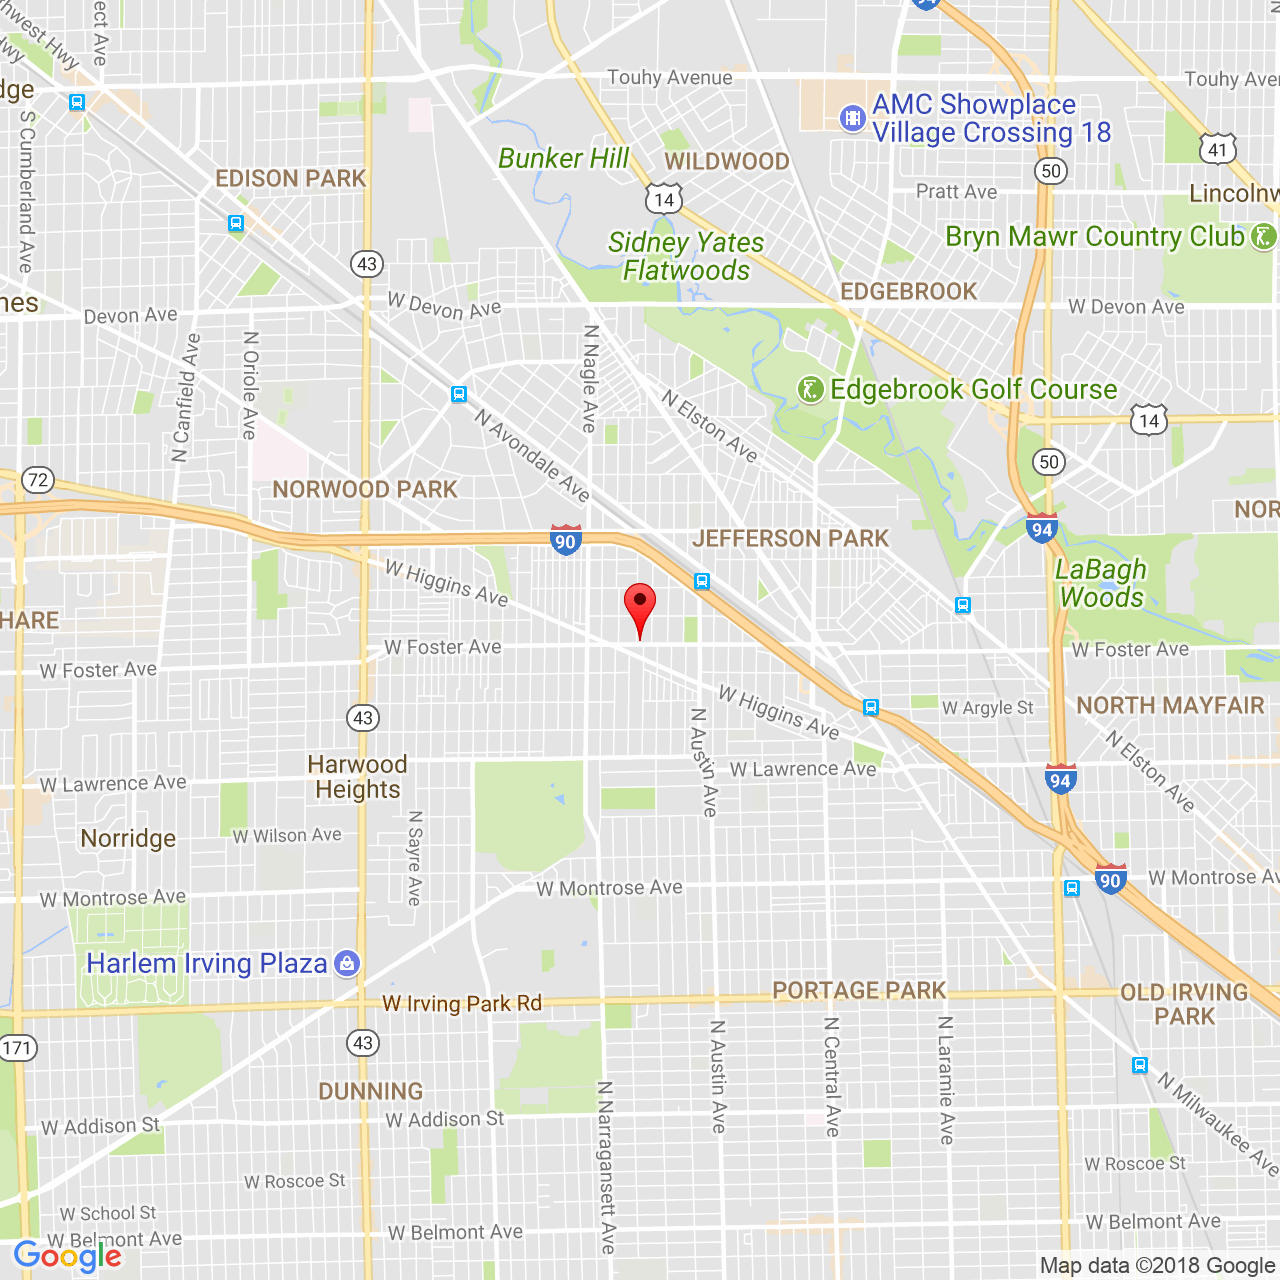 Northwest Hwy
ect Ave
Touhy Avenue
Touhy Avenue
dge
AMC Showplace
Village Crossing 18
S Cumberland Ave
Bunker Hill
WILDWOOD
41
EDISON PARK
14
50
Pratt Ave
Lincolnw
Sidney Yates
Flatwoods
Bryn Mawr Country Club
43
94
nes
Devon Ave
W Devon Ave
EDGEBROOK
W Devon Ave
N Canfield Ave
N Oriole Ave
N Nagle Ave
Edgebrook Golf Course
N Elston Ave
14
N Avondale Ave
72
50
NORWOOD PARK
NOR
90
JEFFERSON PARK
94
W Higgins Ave
LaBagh
Woods
HARE
W Foster Ave
W Foster Ave
W Foster Ave
W Higgins Ave
W Argyle St
NORTH MAYFAIR
43
N Austin Ave
N Elston Ave
Harwood
Heights
W Lawrence Ave
W Lawrence Ave
94
Norridge
W Wilson Ave
N Sayre Ave
W Montrose Ave
W Montrose Ave
90
W Montrose Av
Harlem Irving Plaza
W Irving Park Rd
PORTAGE PARK
OLD IRVING
PARK
171
43
N Austin Ave
N Central Ave
N Laramie Ave
DUNNING
N Narragansett Ave
N Milwaukee Ave
W Addison St
W Addison St
W Roscoe St
W Roscoe St
W School St
W Belmont Ave
W Belmont Ave
W Belmont Ave
Google
Map data ©2018 Google